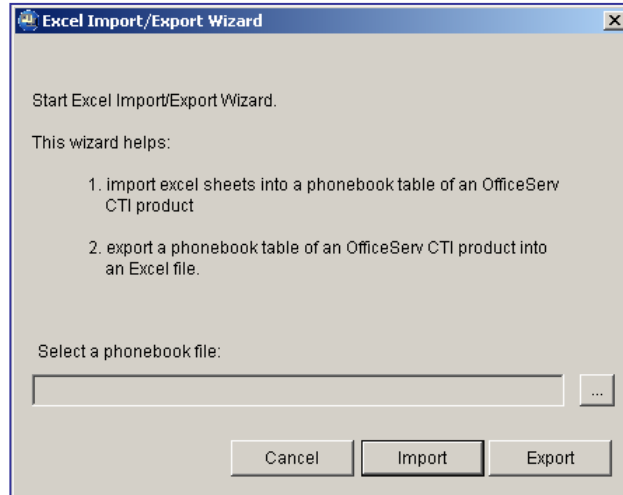 Excel Import/Export Wizard
Start Excel Import/Export Wizard.
This wizard helps:
1. import excel sheets into a phonebook table of an OfficeServ
CTI product
2. export a phonebook table of an OfficeServ CTI product into
an Excel file.
Select a phonebook file:
...
Cancel
Import
Export